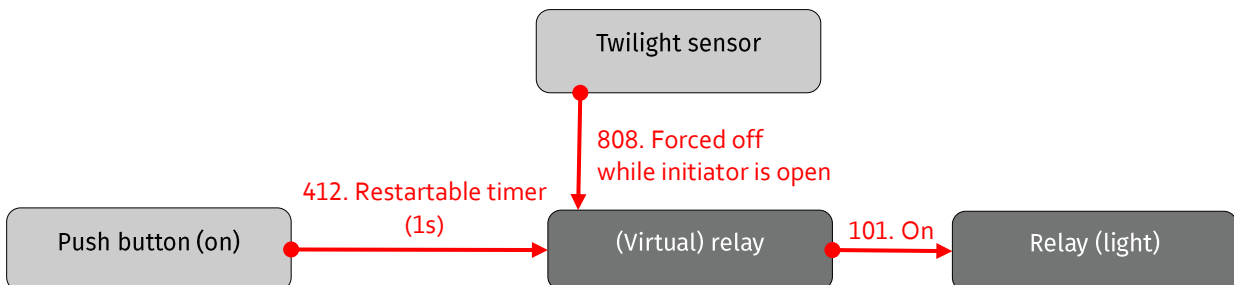 Twilight sensor
808. Forced off
while initiator is open
412. Restartable timer
(1s)
Push button (on)
(Virtual) relay
101. On
Relay (light)